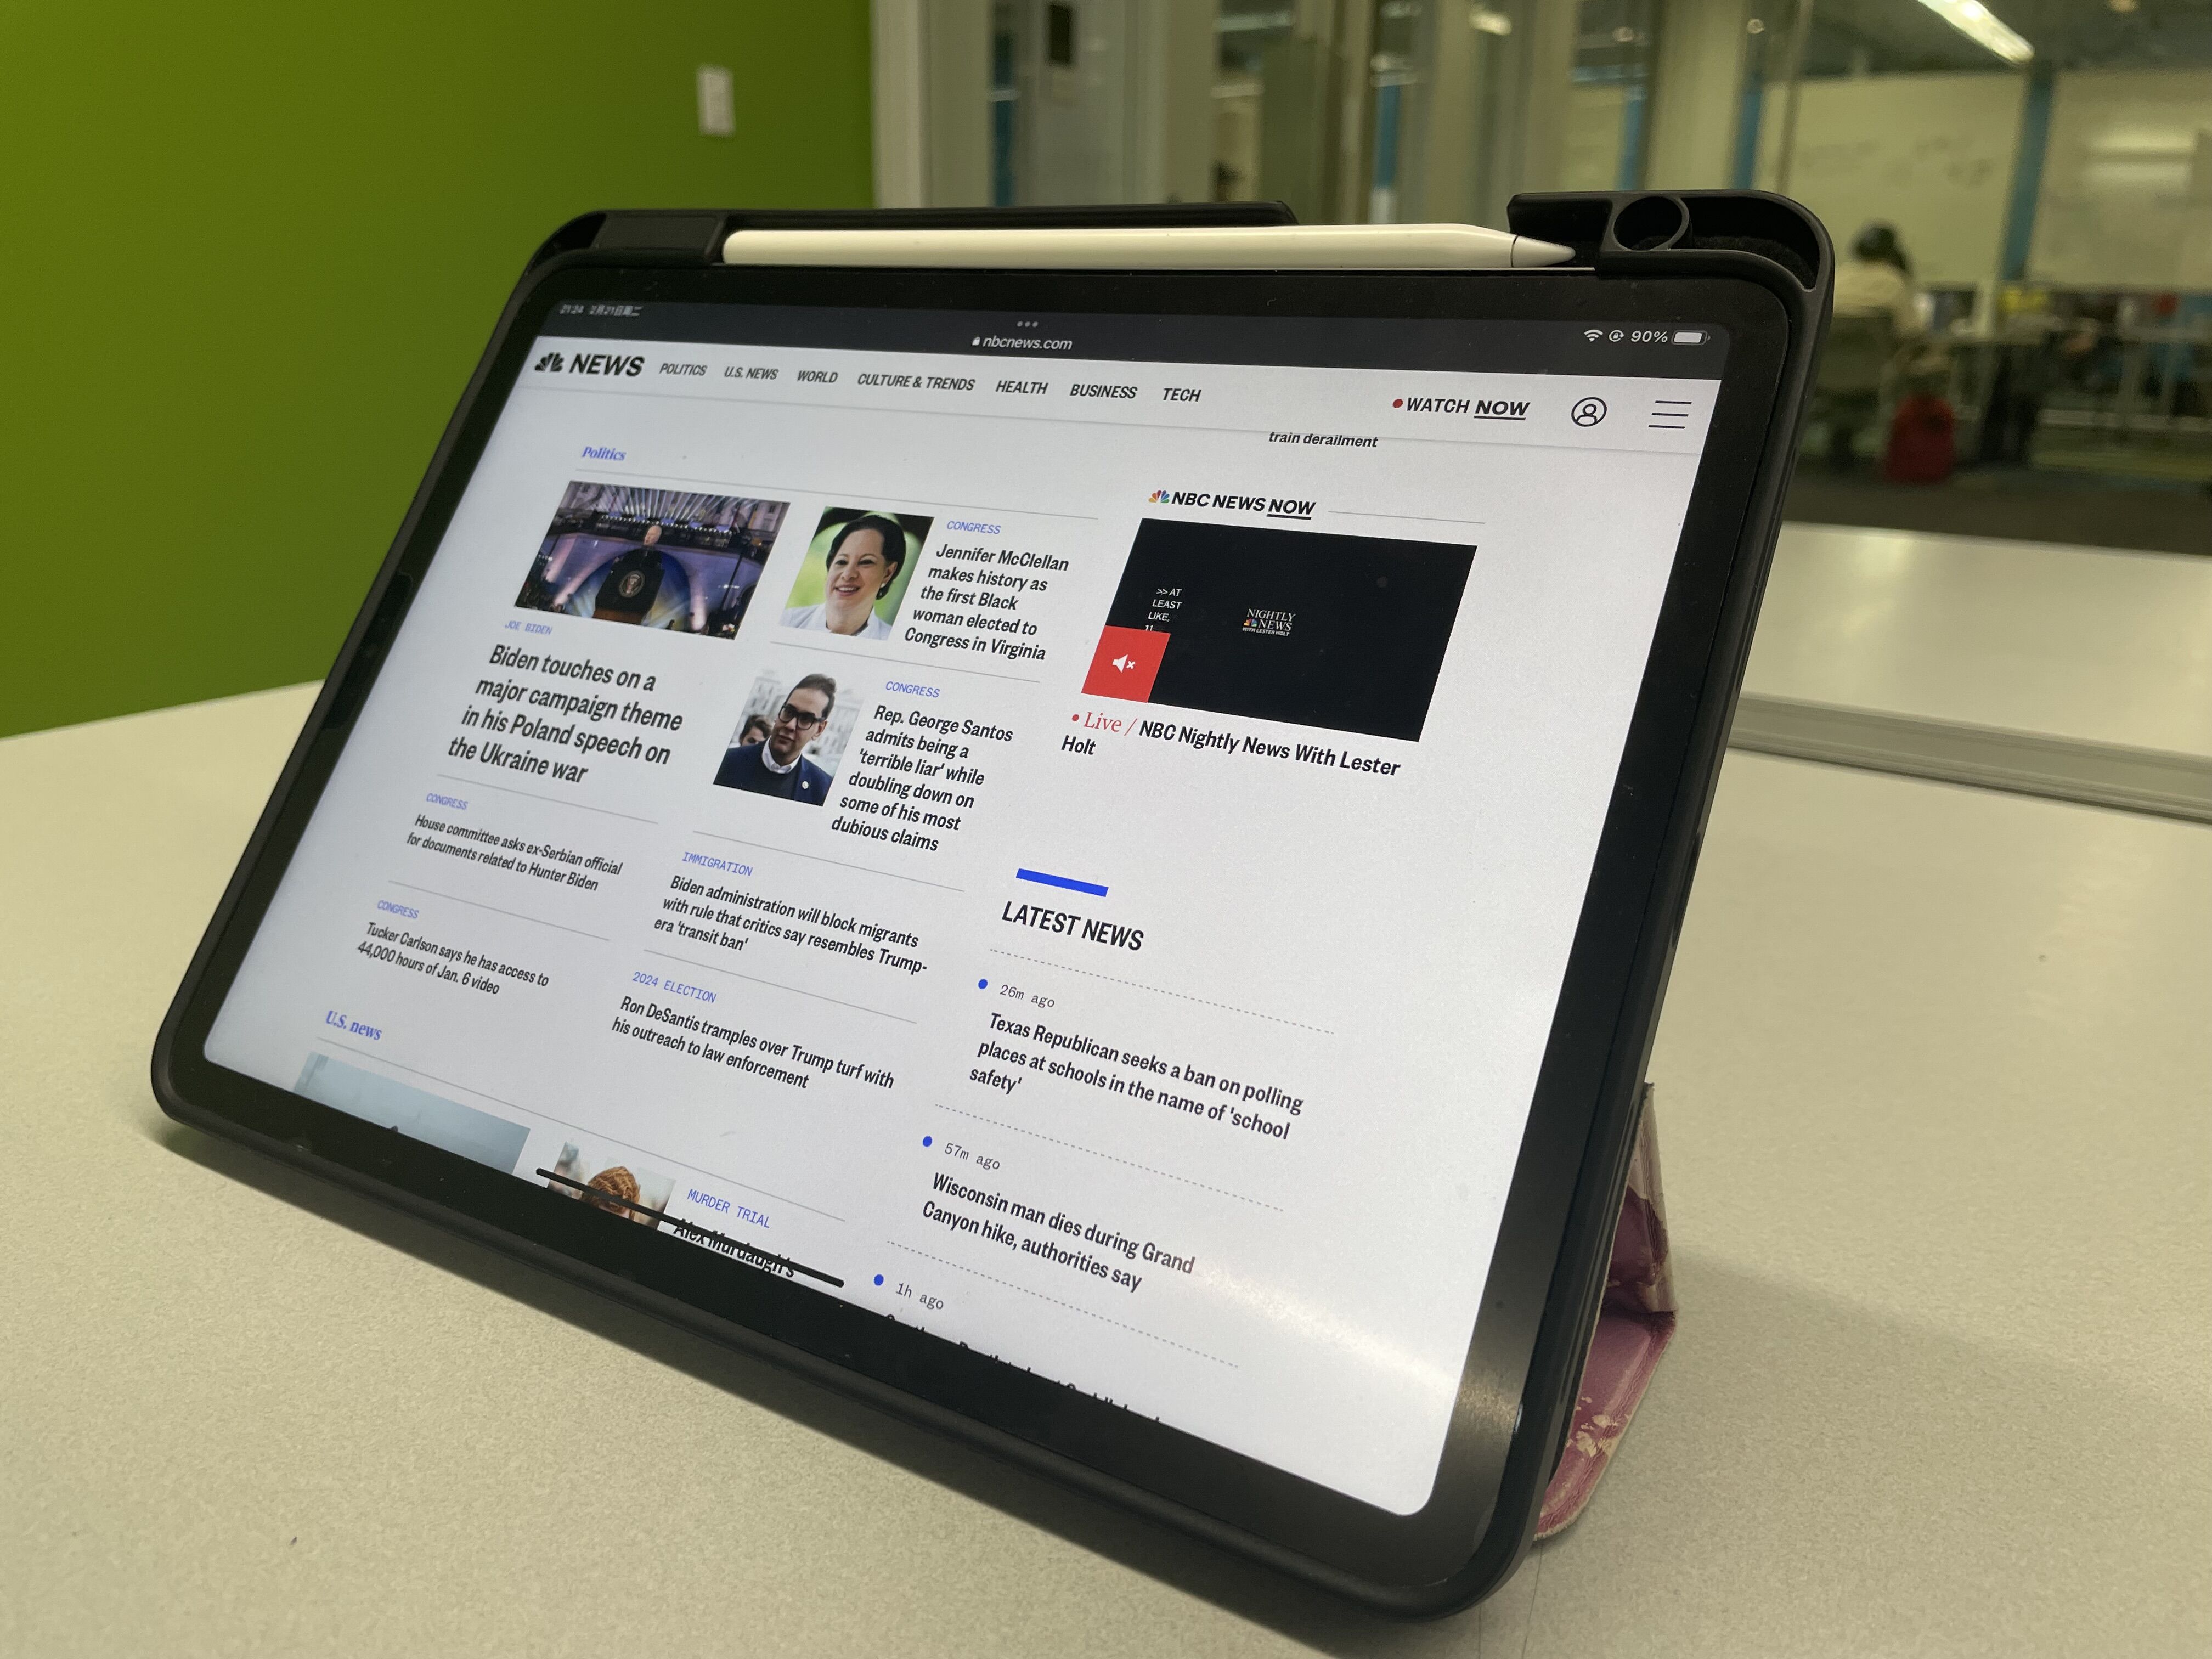 21:24 2月21日周二
nbcnews.com
90%
NEWS
POLITICS
U.S. NEWS
WORLD
CULTURE & TRENDS
HEALTH
BUSINESS
TECH
WATCH NOW
train derailment
Politics
JOE BIDEN
Biden touches on a
major campaign theme
in his Poland speech on
the Ukraine war
CONGRESS
House committee asks ex-Serbian official
for documents related to Hunter Biden
CONGRESS
Tucker Carlson says he has access to
44,000 hours of Jan. 6 video
CONGRESS
Jennifer McClellan
makes history as
the first Black
woman elected to
Congress in Virginia
CONGRESS
Rep. George Santos
admits being a
'terrible liar' while
doubling down on
some of his most
dubious claims
IMMIGRATION
Biden administration will block migrants
with rule that critics say resembles Trump-
era 'transit ban'
2024 ELECTION
Ron DeSantis tramples over Trump turf with
his outreach to law enforcement
U.S. news
MURDER TRIAL
Alex Murdaugh's
NBC NEWS NOW
>> AT
LEAST
LIKE,
11
NIGHTLY
NEWS
WITH LESTER HOLT
Live / NBC Nightly News With Lester
Holt
LATEST NEWS
26m ago
Texas Republican seeks a ban on polling
places at schools in the name of 'school
safety'
57m ago
Wisconsin man dies during Grand
Canyon hike, authorities say
1h ago